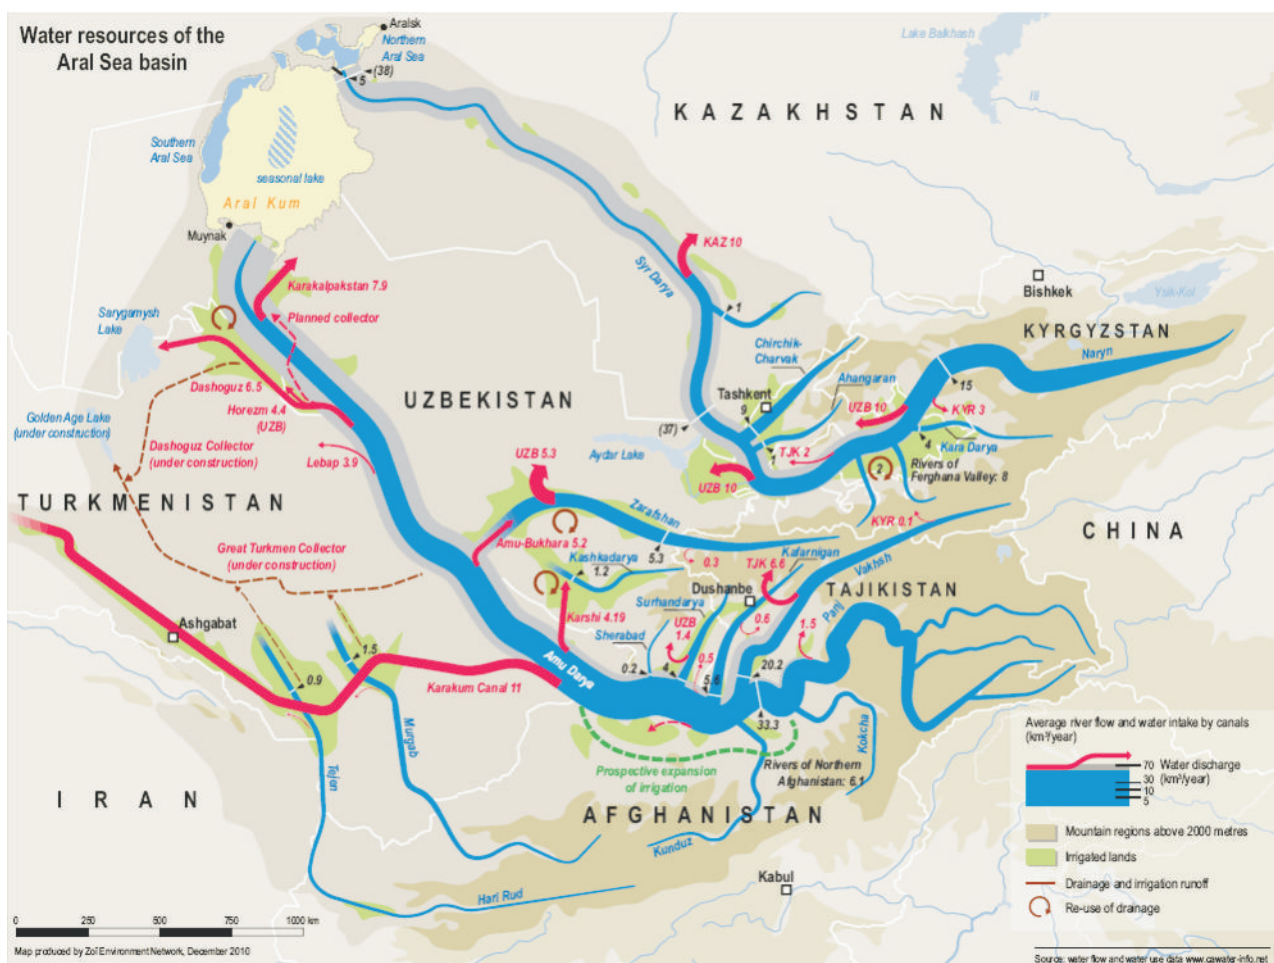 Water resources of the
Aral Sea basin
Aralsk
Northern
Aral Sea
(38)
5
Lake Balkhash
Ili
KAZAKHSTAN
Southern
Aral Sea
seasonal lake
Aral Kum
Muynak
KAZ 10
Syr Darya
Bishkek
Ysik-Kol
Karakalpakstan 7.9
Planned collector
Sarygamysh
Lake
1
Chirchik-
Charvak
KYRGYZSTAN
Naryn
Dashoguz 6.5
Ahangaran
15
Tashkent
UZBEKISTAN
Horezm 4.4
(UZB)
9
UZB 10
KYR 3
Golden Age Lake
(under construction)
(37)
4
Kara Darya
Dashoguz Collector
(under construction)
Lebap 3.9
UZB 5.3
Aydar Lake
TJK 2
1
2
Rivers of
Ferghana Valley: 8
UZB 10
TURKMENISTAN
Zarafshan
KYR 0.1
CHINA
Great Turkmen Collector
(under construction)
Amu-Bukhara 5.2
Kashkadarya
5.3
Kafarnigan
0.3
TJK 6.6
Vakhsh
1.2
Dushanbe
TAJIKISTAN
Surhandarya
Panj
Karshi 4.19
Sherabad
UZB
1.4
0.6
1.5
Ashgabat
1.5
0.9
Amu Darya
0.2
4
0.5
5.6
20.2
Karakum Canal 11
33.3
Murgab
Kokcha
Tejan
Prospective expansion
of irrigation
Rivers of Northern
Afghanistan: 6.1
IRAN
AFGHANISTAN
Kunduz
Kabul
Hari Rud
Average river flow and water intake by canals
(km³/year)
70
Water discharge
(km³/year)
30
10
5
Mountain regions above 2000 metres
Irrigated lands
Drainage and irrigation runoff
Re-use of drainage
0 250 500 750 1000 km
Map produced by Zoï Environment Network, December 2010
Source: water flow and water use data www.cawater-info.net